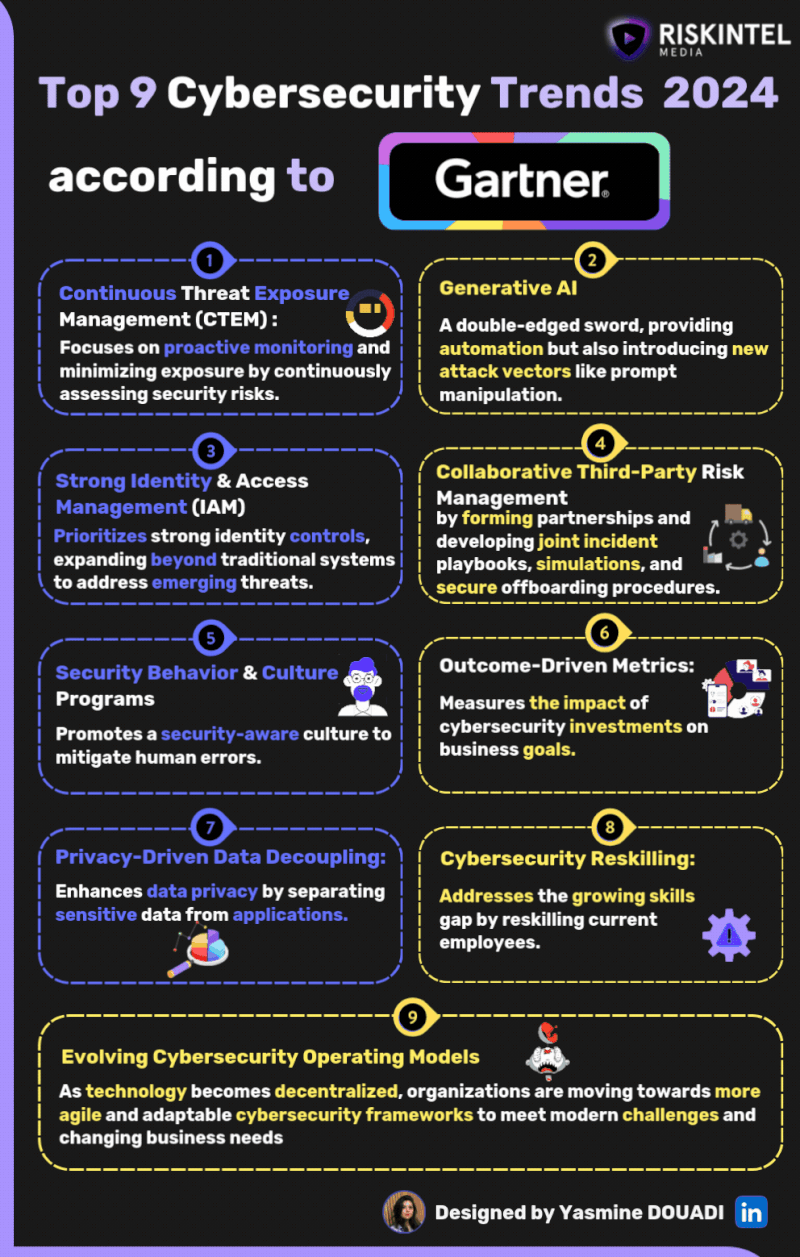 RISKINTEL
MEDIA
Top 9 Cybersecurity Trends 2024
according to
Gartner®
1
Continuous Threat Exposure
Management (CTEM) :
Focuses on proactive monitoring and
minimizing exposure by continuously
assessing security risks.
2
Generative AI
A double-edged sword, providing
automation but also introducing new
attack vectors like prompt
manipulation.
3
Strong Identity & Access
Management (IAM)
Prioritizes strong identity controls,
expanding beyond traditional systems
to address emerging threats.
4
Collaborative Third-Party Risk
Management
by forming partnerships and
developing joint incident
playbooks, simulations, and
secure offboarding procedures.
5
Security Behavior & Culture
Programs
Promotes a security-aware culture to
mitigate human errors.
6
Outcome-Driven Metrics:
Measures the impact of
cybersecurity investments on
business goals.
7
Privacy-Driven Data Decoupling:
Enhances data privacy by separating
sensitive data from applications.
8
Cybersecurity Reskilling:
Addresses the growing skills
gap by reskilling current
employees.
9
Evolving Cybersecurity Operating Models
As technology becomes decentralized, organizations are moving towards more
agile and adaptable cybersecurity frameworks to meet modern challenges and
changing business needs
Designed by Yasmine DOUADI in